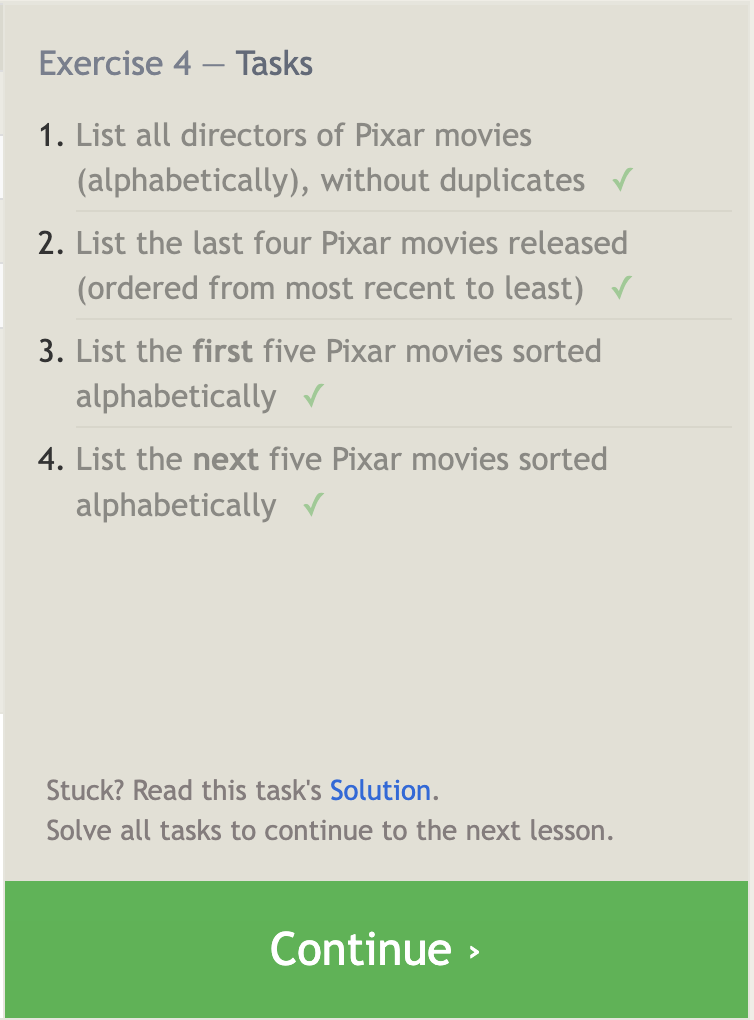 Exercise 4 — Tasks
1. List all directors of Pixar movies
(alphabetically), without duplicates ✓
2. List the last four Pixar movies released
(ordered from most recent to least) ✓
3. List the first five Pixar movies sorted
alphabetically ✓
4. List the next five Pixar movies sorted
alphabetically ✓
Stuck? Read this task's Solution.
Solve all tasks to continue to the next lesson.
Continue ›